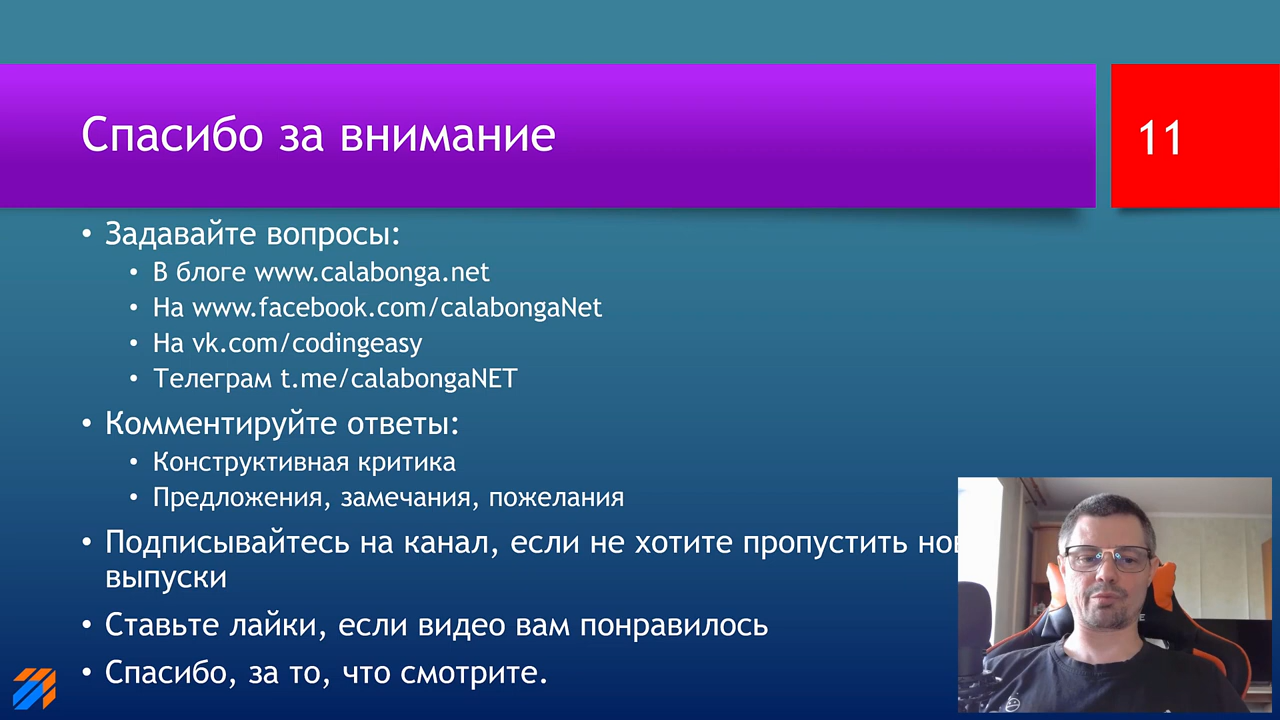 Спасибо за внимание
11
Задавайте вопросы:
В блоге www.calabonga.net
На www.facebook.com/calabongaNet
На vk.com/codingeasy
Телеграм t.me/calabongaNET
Комментируйте ответы:
Конструктивная критика
Предложения, замечания, пожелания
Подписывайтесь на канал, если не хотите пропустить
выпуски
Ставьте лайки, если видео вам понравилось
Спасибо, за то, что смотрите.